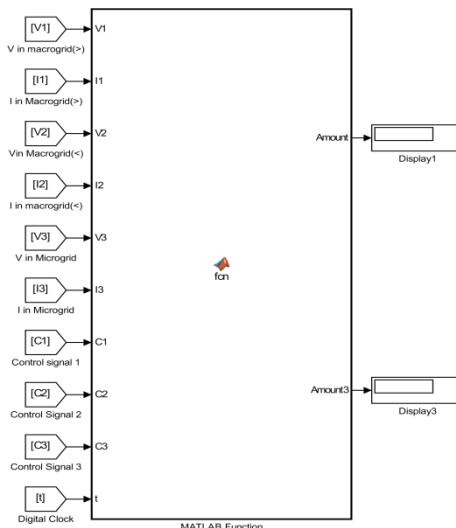 [V1]
V1
V in macrogrid(>)
[I1]
I1
I in Macrogrid(>)
[V2]
V2
Vin Macrogrid(<)
[I2]
I2
I in macrogrid(<)
[V3]
V3
V in Microgrid
[I3]
I3
I in Microgrid
[C1]
C1
Control signal 1
[C2]
C2
Control Signal 2
[C3]
C3
Control Signal 3
[t]
t
Digital Clock
fcn
Amount
Display1
Amount3
Display3
MATLAB Function